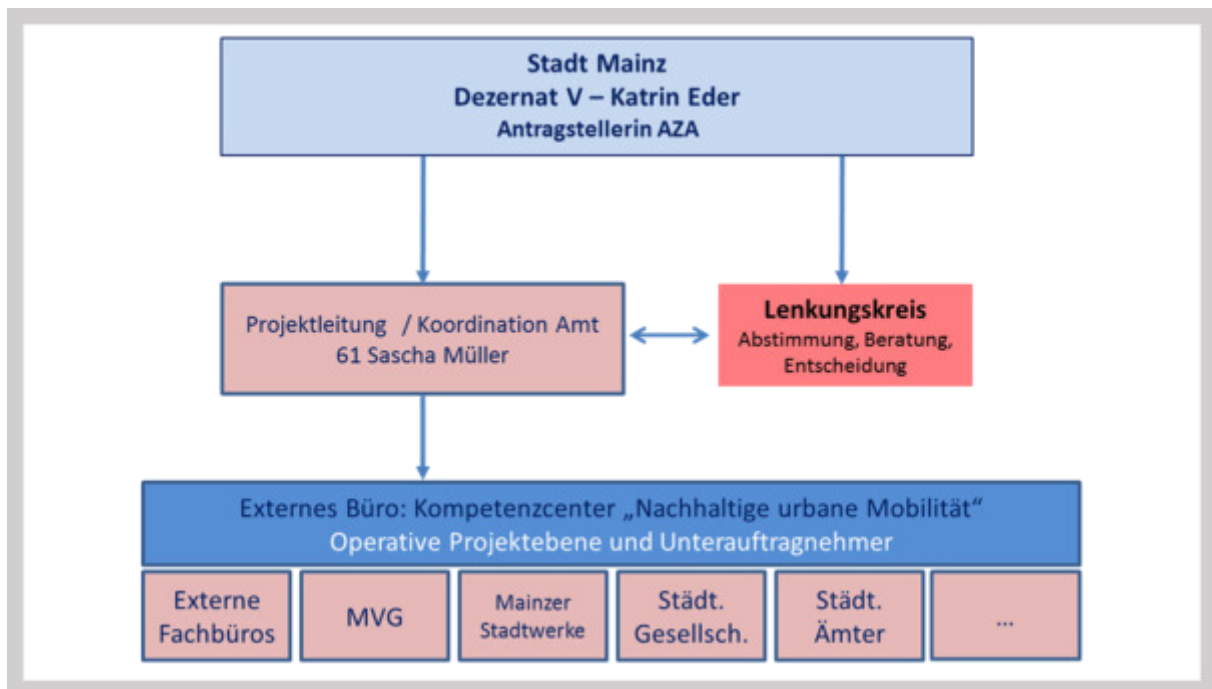 Stadt Mainz
Dezernat V – Katrin Eder
Antragstellerin AZA
Projektleitung / Koordination Amt
61 Sascha Müller
Lenkungskreis
Abstimmung, Beratung,
Entscheidung
Externes Büro: Kompetenzcenter „Nachhaltige urbane Mobilität“
Operative Projektebene und Unterauftragnehmer
Externe
Fachbüros
MVG
Mainzer
Stadtwerke
Städt.
Gesellsch.
Städt.
Ämter
...